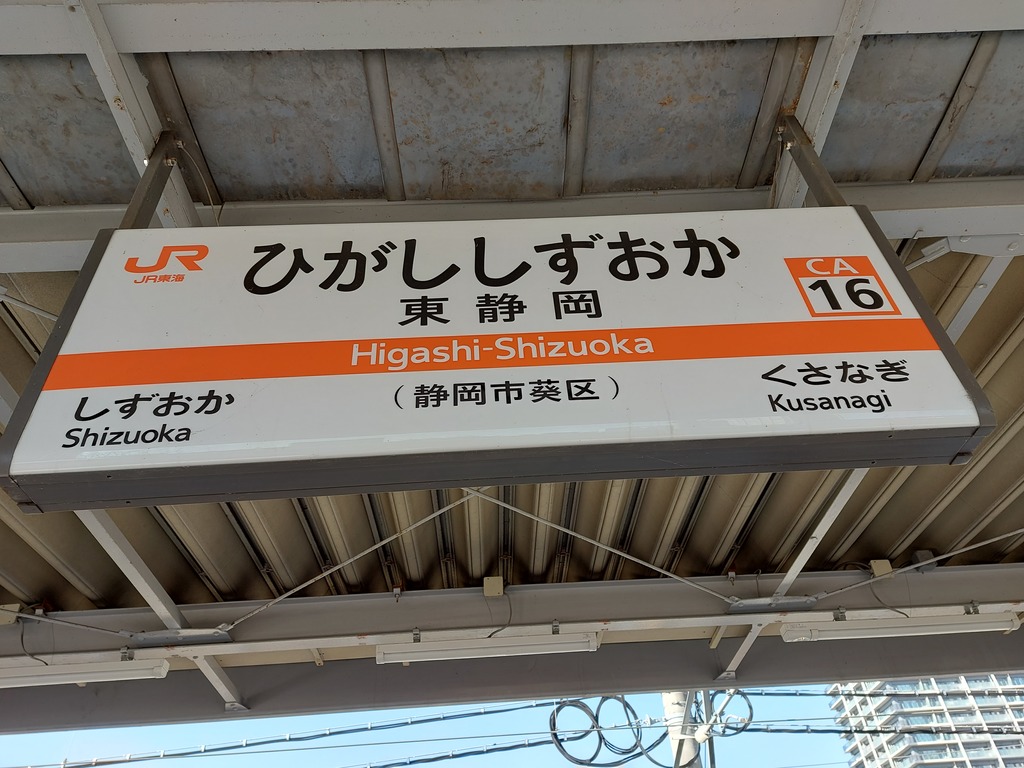 JR
JR東海
ひがししずおか
東静岡
CA
16
Higashi-Shizuoka
しずおか
Shizuoka
(静岡市葵区)
くさなぎ
Kusanagi